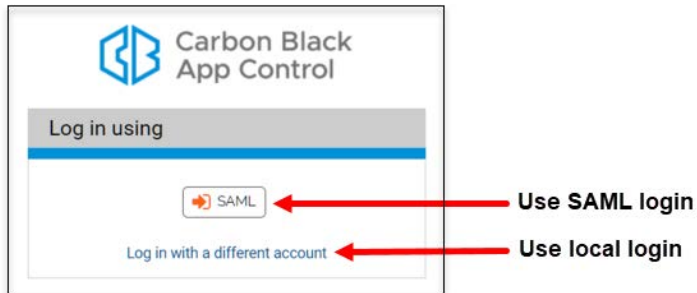 Carbon Black
App Control
Log in using
SAML
Use SAML login
Log in with a different account
Use local login